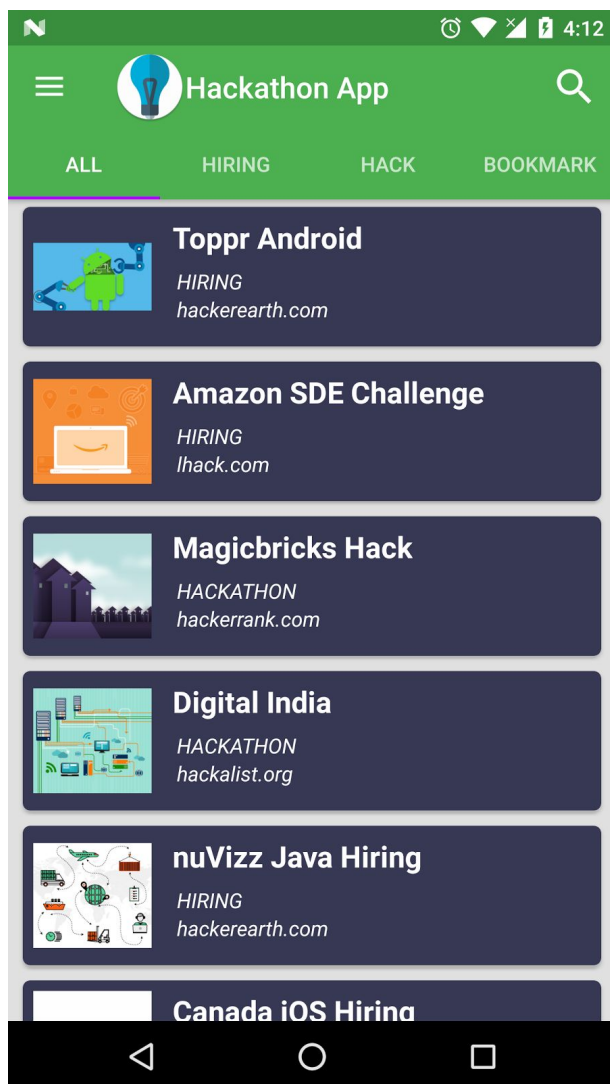 4:12
Hackathon App
ALL HIRING HACK BOOKMARK
Toppr Android
HIRING
hackerearth.com
Amazon SDE Challenge
HIRING
lhack.com
Magicbricks Hack
HACKATHON
hackerrank.com
Digital India
HACKATHON
hackalist.org
nuVizz Java Hiring
HIRING
hackerearth.com
Canada iOS Hiring